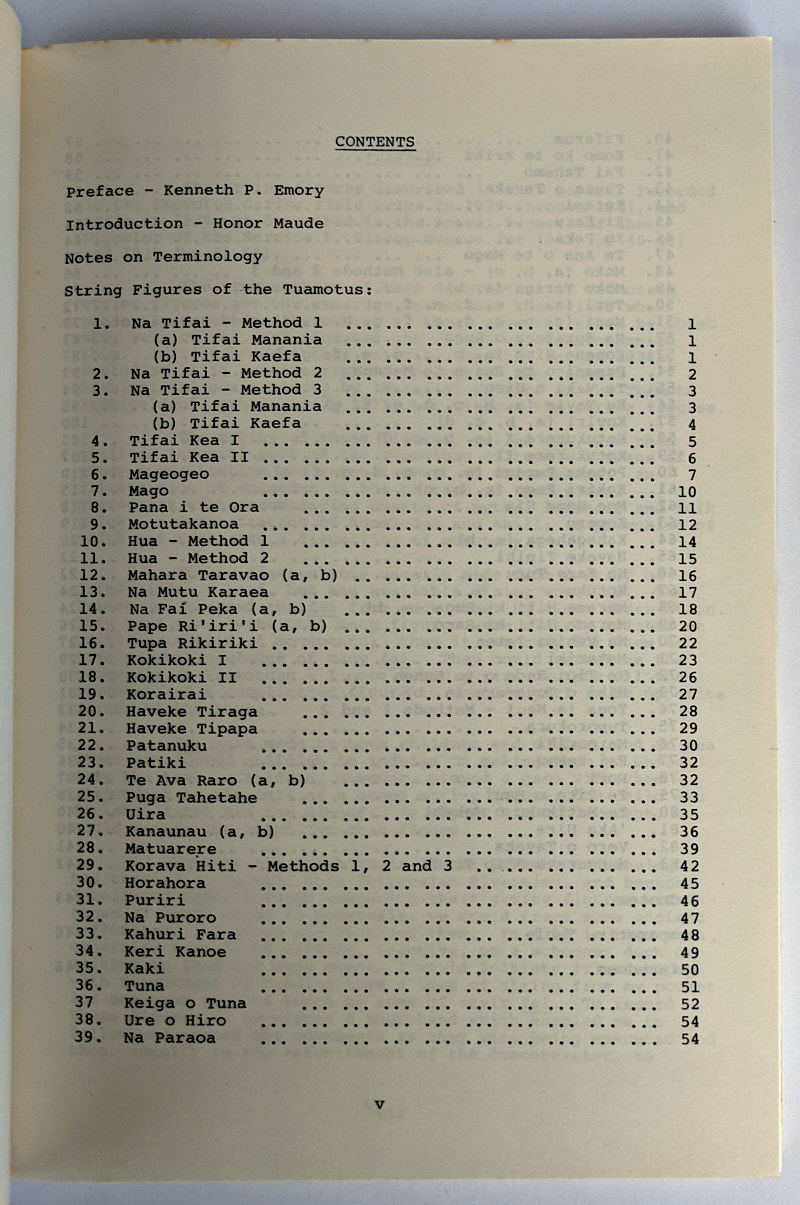 CONTENTS
Preface - Kenneth P. Emory
Introduction - Honor Maude
Notes on Terminology
String Figures of the Tuamotus:
1. Na Tifai - Method 1 ... ... ... ... ... ... ... ... 1
(a) Tifai Manania ... ... ... ... ... ... ... ... 1
(b) Tifai Kaefa ... ... ... ... ... ... ... ... 1
2. Na Tifai - Method 2 ... ... ... ... ... ... ... ... 2
3. Na Tifai - Method 3 ... ... ... ... ... ... ... ... 3
(a) Tifai Manania ... ... ... ... ... ... ... ... 3
(b) Tifai Kaefa ... ... ... ... ... ... ... ... 4
4. Tifai Kea I ... ... ... ... ... ... ... ... ... ... 5
5. Tifai Kea II ... ... ... ... ... ... ... ... ... ... 6
6. Mageogeo ... ... ... ... ... ... ... ... ... ... 7
7. Mago ... ... ... ... ... ... ... ... ... ... 10
8. Pana i te Ora ... ... ... ... ... ... ... ... ... 11
9. Motutakanoa ... ... ... ... ... ... ... ... ... ... 12
10. Hua - Method 1 ... ... ... ... ... ... ... ... ... 14
11. Hua - Method 2 ... ... ... ... ... ... ... ... ... 15
12. Mahara Taravao (a, b) .. ... ... ... ... ... ... ... 16
13. Na Mutu Karaea ... ... ... ... ... ... ... ... ... 17
14. Na Faí Peka (a, b) ... ... ... ... ... ... ... ... 18
15. Pape Ri'iri'i (a, b) ... ... ... ... ... ... ... ... 20
16. Tupa Rikiriki .. ... ... ... ... ... ... ... ... ... 22
17. Kokikoki I ... ... ... ... ... ... ... ... ... ... 23
18. Kokikoki II ... ... ... ... ... ... ... ... ... ... 26
19. Korairai ... ... ... ... ... ... ... ... ... ... 27
20. Haveke Tiraga ... ... ... ... ... ... ... ... ... 28
21. Haveke Tipapa ... ... ... ... ... ... ... ... ... 29
22. Patanuku ... ... ... ... ... ... ... ... ... ... 30
23. Patiki ... ... ... ... ... ... ... ... ... ... 32
24. Te Ava Raro (a, b) ... ... ... ... ... ... ... ... 32
25. Puga Tahetahe ... ... ... ... ... ... ... ... ... 33
26. Uira ... ... ... ... ... ... ... ... ... ... 35
27. Kanaunau (a, b) ... ... ... ... ... ... ... ... ... 36
28. Matuarere ... ... ... ... ... ... ... ... ... ... 39
29. Korava Hiti - Methods 1, 2 and 3 .. ... ... ... ... 42
30. Horahora ... ... ... ... ... ... ... ... ... ... 45
31. Puriri ... ... ... ... ... ... ... ... ... ... 46
32. Na Puroro ... ... ... ... ... ... ... ... ... ... 47
33. Kahuri Fara ... ... ... ... ... ... ... ... ... ... 48
34. Keri Kanoe ... ... ... ... ... ... ... ... ... ... 49
35. Kaki ... ... ... ... ... ... ... ... ... ... 50
36. Tuna ... ... ... ... ... ... ... ... ... ... 51
37 Keiga o Tuna ... ... ... ... ... ... ... ... ... 52
38. Ure o Hiro ... ... ... ... ... ... ... ... ... ... 54
39. Na Paraoa ... ... ... ... ... ... ... ... ... ... 54
v